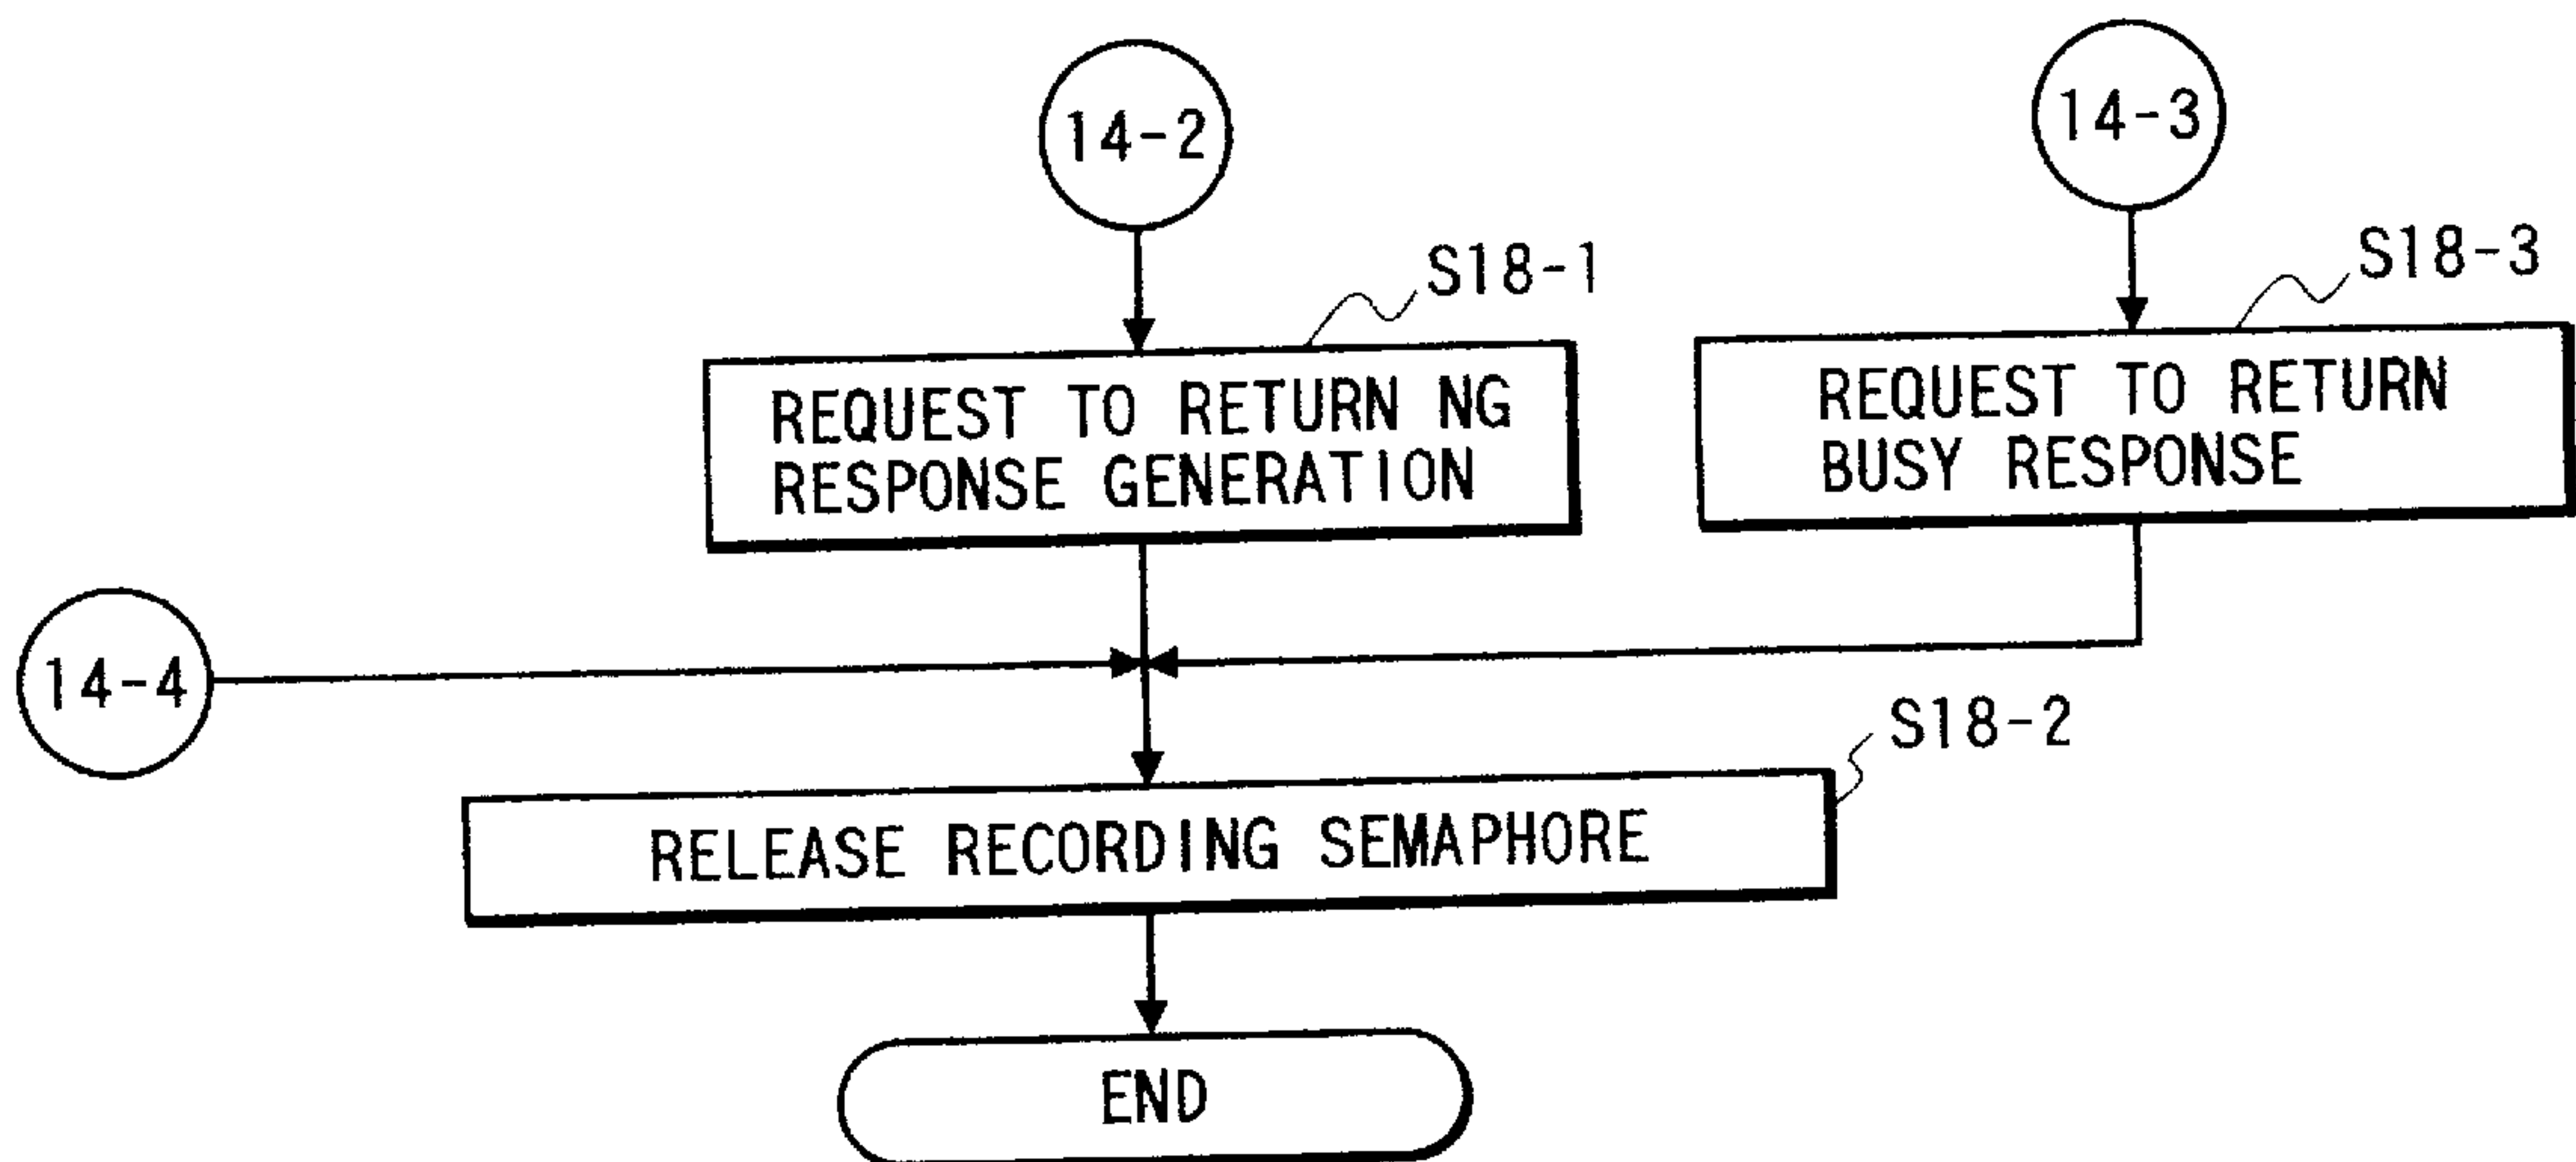 14-2
14-3
S18-1
S18-3
REQUEST TO RETURN NG
RESPONSE GENERATION
REQUEST TO RETURN
BUSY RESPONSE
14-4
S18-2
RELEASE RECORDING SEMAPHORE
END